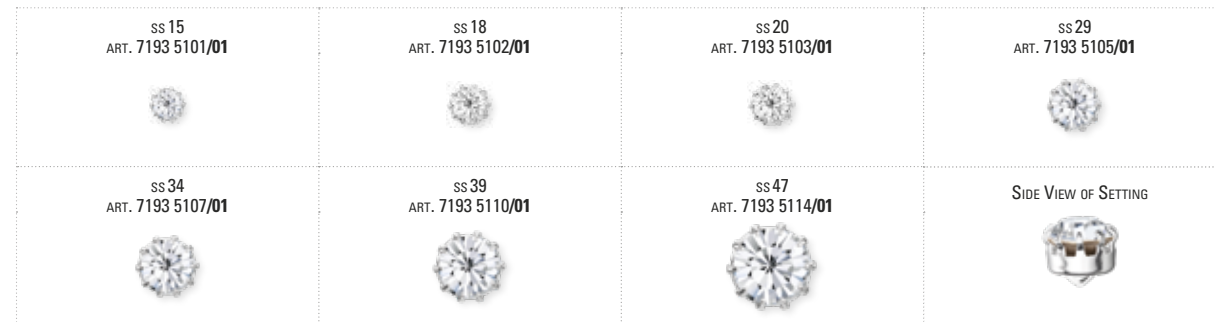 SS 15
ART. 7193 5101/01
SS 18
ART. 7193 5102/01
SS 20
ART. 7193 5103/01
SS 29
ART. 7193 5105/01
SS 34
ART. 7193 5107/01
SS 39
ART. 7193 5110/01
SS 47
ART. 7193 5114/01
SIDE VIEW OF SETTING